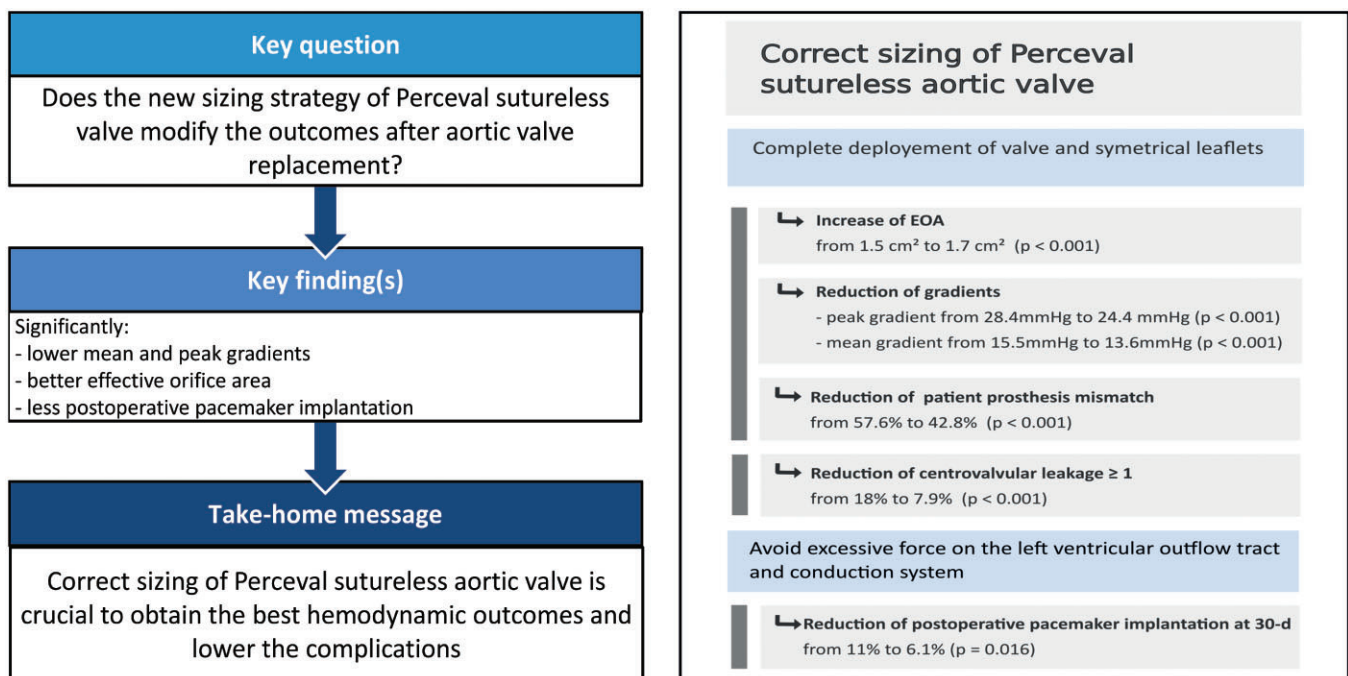 Key question
Does the new sizing strategy of Perceval sutureless
valve modify the outcomes after aortic valve
replacement?
Key finding(s)
Significantly:
- lower mean and peak gradients
- better effective orifice area
- less postoperative pacemaker implantation
Take-home message
Correct sizing of Perceval sutureless aortic valve is
crucial to obtain the best hemodynamic outcomes and
lower the complications
Correct sizing of Perceval
sutureless aortic valve
Complete deployement of valve and symetrical leaflets
Increase of EOA
from 1.5 cm² to 1.7 cm² (p < 0.001)
Reduction of gradients
- peak gradient from 28.4mmHg to 24.4 mmHg (p < 0.001)
- mean gradient from 15.5mmHg to 13.6mmHg (p < 0.001)
Reduction of patient prosthesis mismatch
from 57.6% to 42.8% (p < 0.001)
Reduction of centrovalvular leakage ≥ 1
from 18% to 7.9% (p < 0.001)
Avoid excessive force on the left ventricular outflow tract
and conduction system
Reduction of postoperative pacemaker implantation at 30-d
from 11% to 6.1% (p = 0.016)